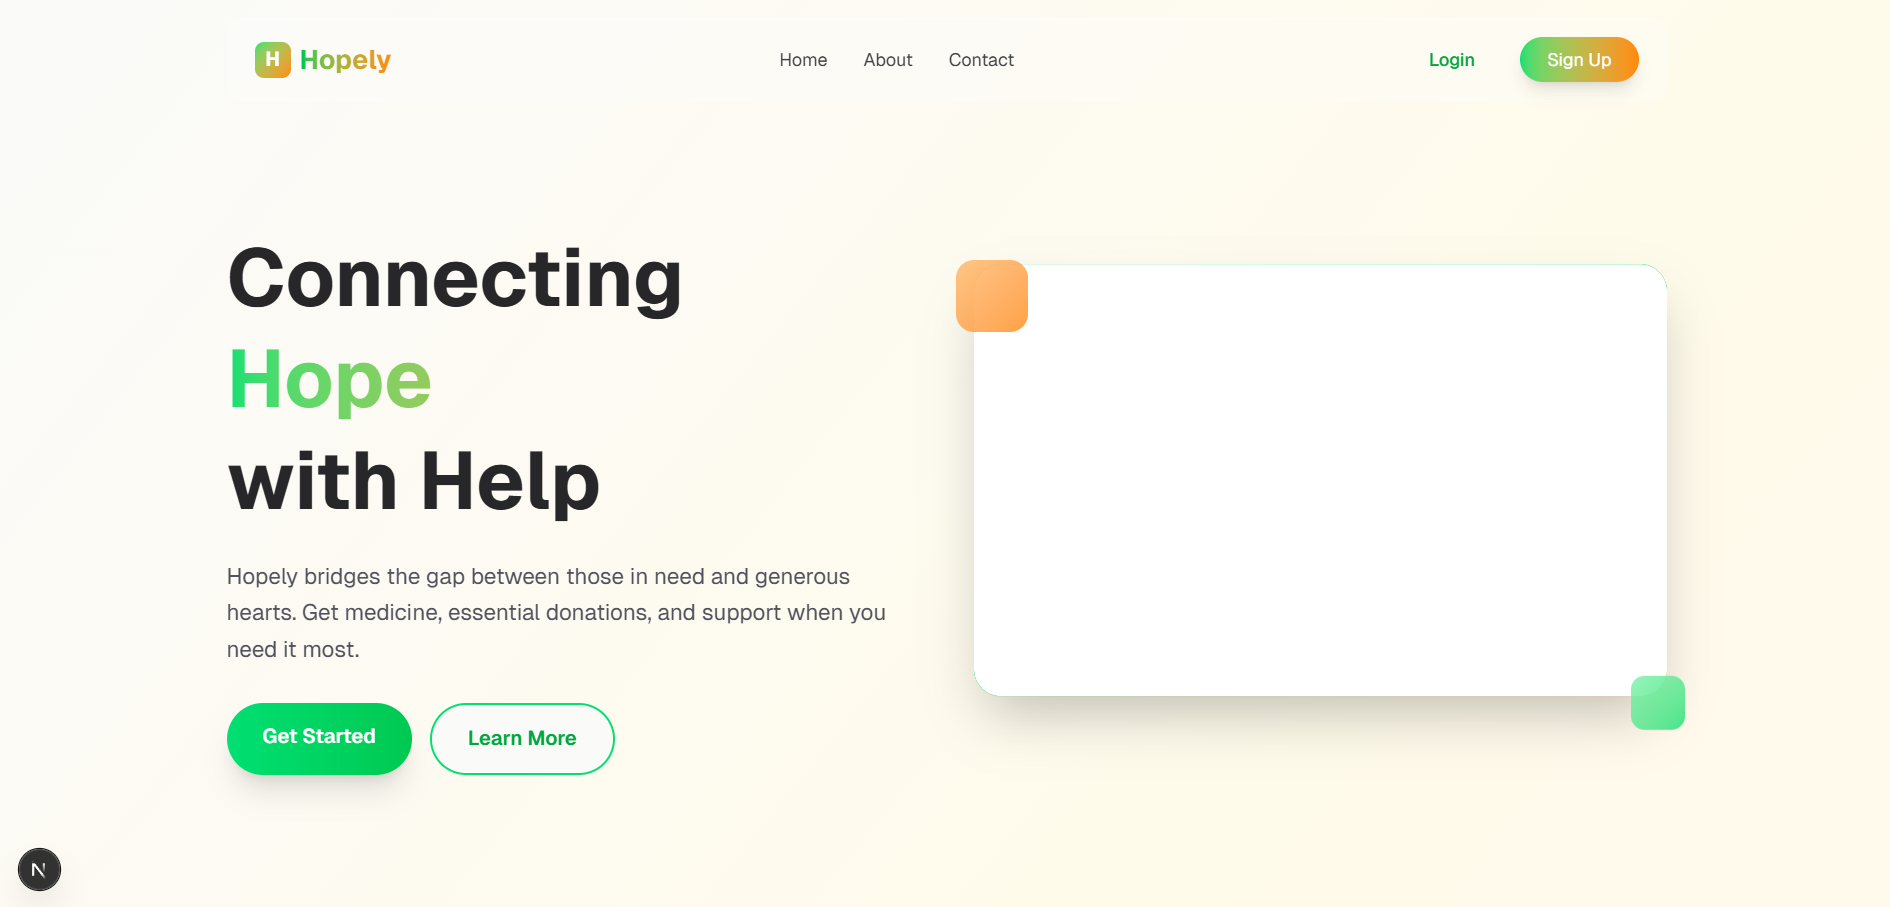 H Hopely
Home About Contact
Login Sign Up
Connecting
Hope
with Help
Hopely bridges the gap between those in need and generous
hearts. Get medicine, essential donations, and support when you
need it most.
Get Started
Learn More
N